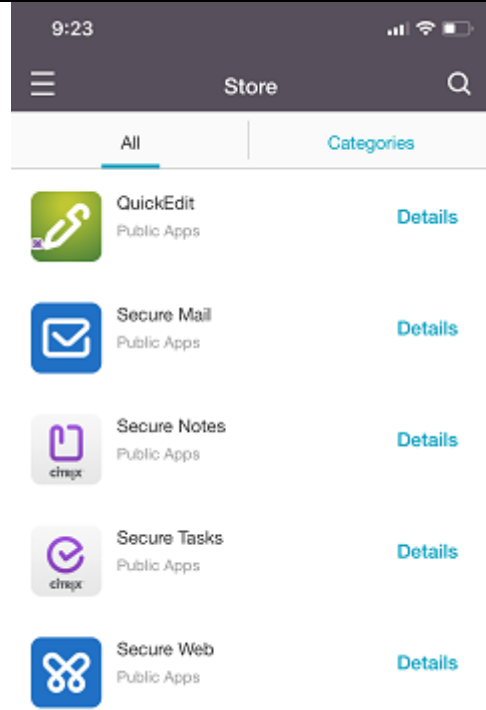 9:23
Store
All
Categories
QuickEdit
Public Apps
Details
Secure Mail
Public Apps
Details
Secure Notes
Public Apps
Details
citrix
Secure Tasks
Public Apps
Details
citrix
Secure Web
Public Apps
Details